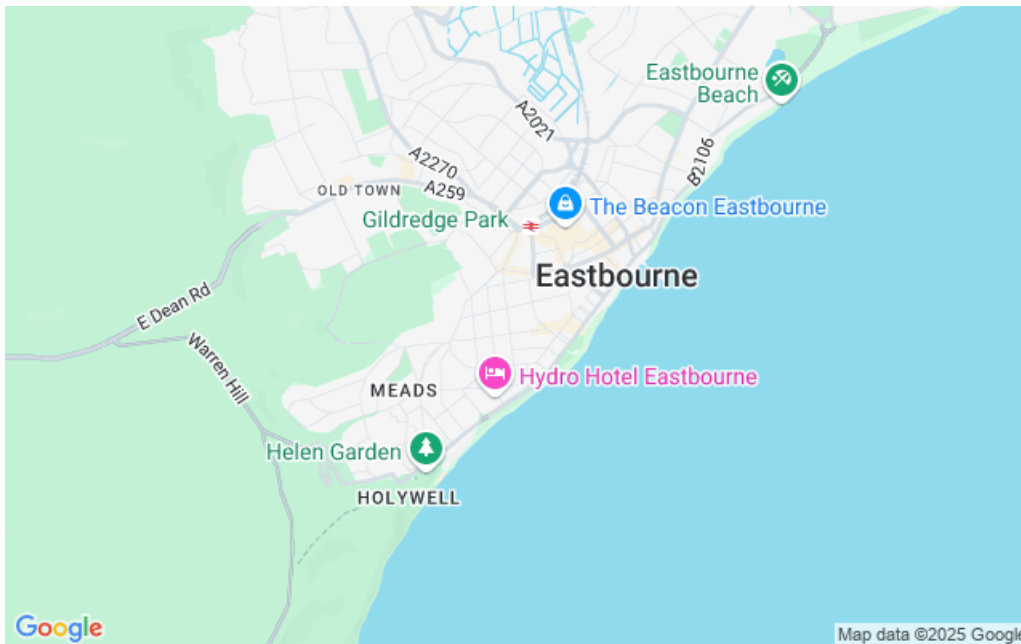 Eastbourne
Beach
A2021
B2106
A2270
OLD TOWN
A259
Gildredge Park
The Beacon Eastbourne
Eastbourne
E Dean Rd
Warren Hill
MEADS
Hydro Hotel Eastbourne
Helen Garden
HOLYWELL
Google
Map data ©2025 Google